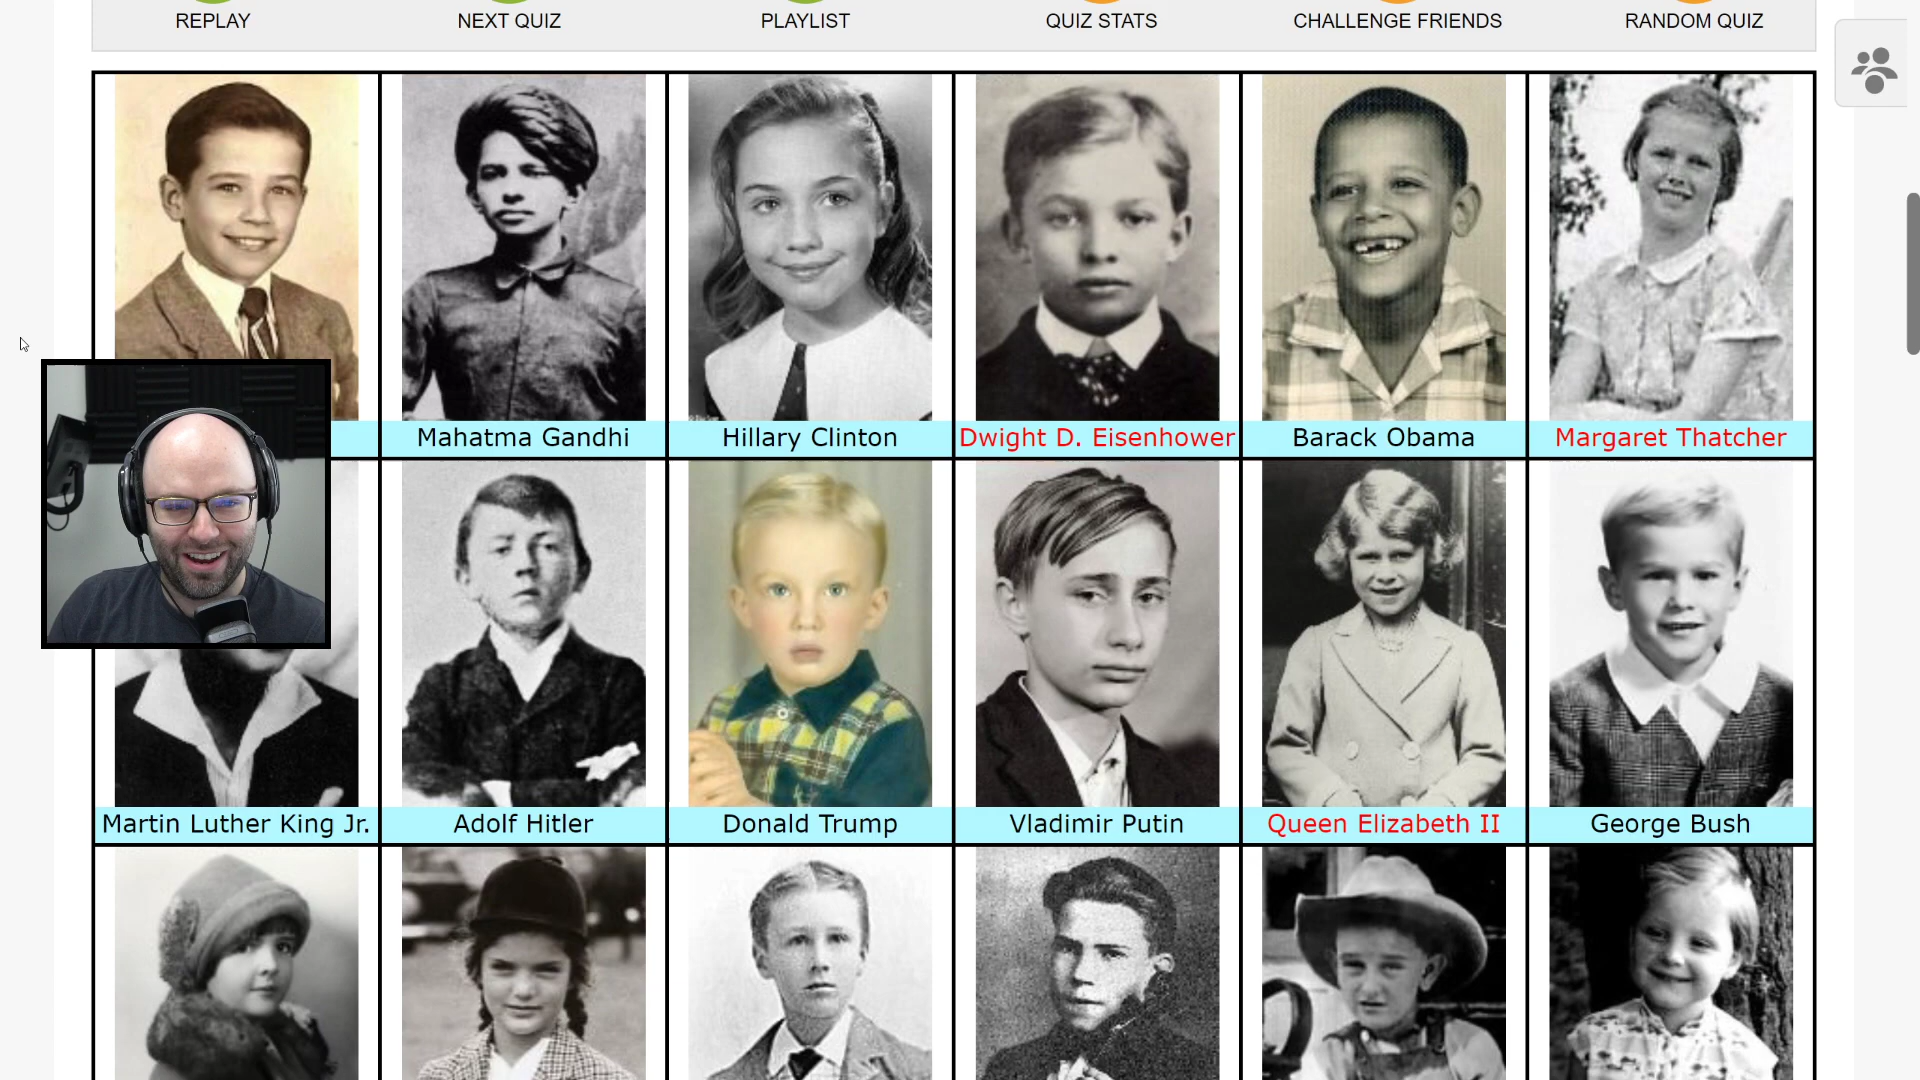 REPLAY
NEXT QUIZ
PLAYLIST
QUIZ STATS
CHALLENGE FRIENDS
RANDOM QUIZ
Mahatma Gandhi
Hillary Clinton
Dwight D. Eisenhower
Barack Obama
Margaret Thatcher
Martin Luther King Jr.
Adolf Hitler
Donald Trump
Vladimir Putin
Queen Elizabeth II
George Bush